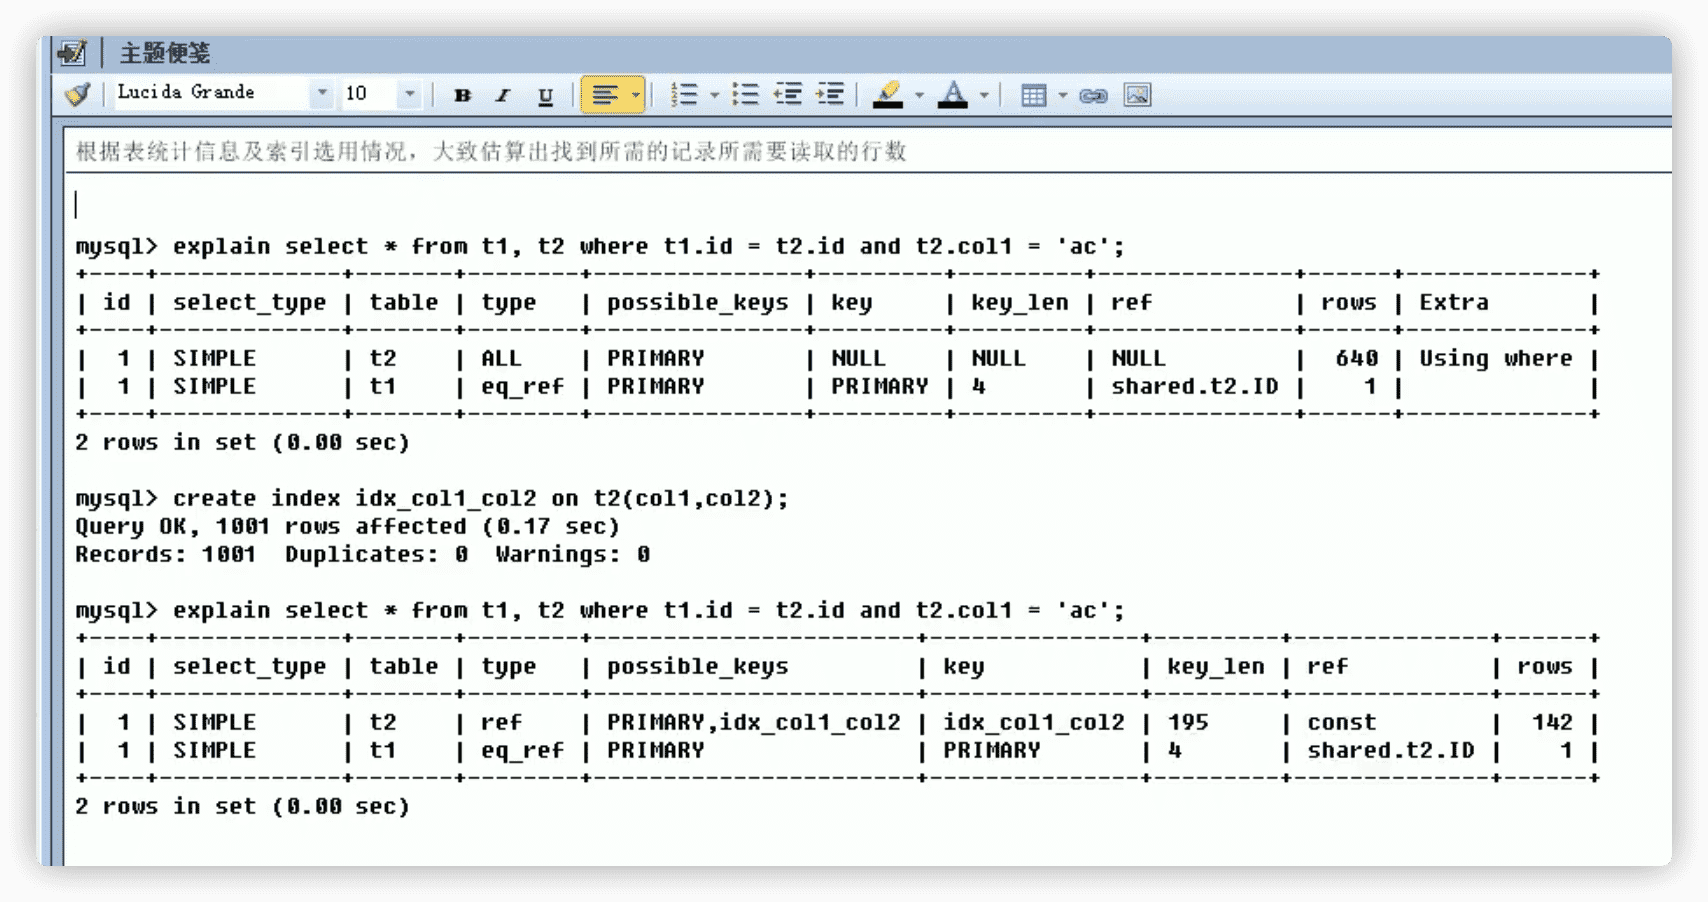 主题便笺
Lucida Grande 10 B I U A
根据表统计信息及索引选用情况，大致估算出找到所需的记录所需要读取的行数
mysql> explain select * from t1, t2 where t1.id = t2.id and t2.col1 = 'ac';
+----+-------------+-------+--------+---------------+---------+---------+--------------+------+-------------+
| id | select_type | table | type   | possible_keys | key     | key_len | ref          | rows | Extra       |
+----+-------------+-------+--------+---------------+---------+---------+--------------+------+-------------+
|  1 | SIMPLE      | t2    | ALL    | PRIMARY       | NULL    | NULL    | NULL         |  640 | Using where |
|  1 | SIMPLE      | t1    | eq_ref | PRIMARY       | PRIMARY | 4       | shared.t2.ID |    1 |             |
+----+-------------+-------+--------+---------------+---------+---------+--------------+------+-------------+
2 rows in set (0.00 sec)
mysql> create index idx_col1_col2 on t2(col1,col2);
Query OK, 1001 rows affected (0.17 sec)
Records: 1001  Duplicates: 0  Warnings: 0
mysql> explain select * from t1, t2 where t1.id = t2.id and t2.col1 = 'ac';
+----+-------------+-------+--------+-----------------------+---------------+---------+--------------+------+
| id | select_type | table | type   | possible_keys         | key           | key_len | ref          | rows |
+----+-------------+-------+--------+-----------------------+---------------+---------+--------------+------+
|  1 | SIMPLE      | t2    | ref    | PRIMARY,idx_col1_col2 | idx_col1_col2 | 195     | const        |  142 |
|  1 | SIMPLE      | t1    | eq_ref | PRIMARY               | PRIMARY       | 4       | shared.t2.ID |    1 |
+----+-------------+-------+--------+-----------------------+---------------+---------+--------------+------+
2 rows in set (0.00 sec)